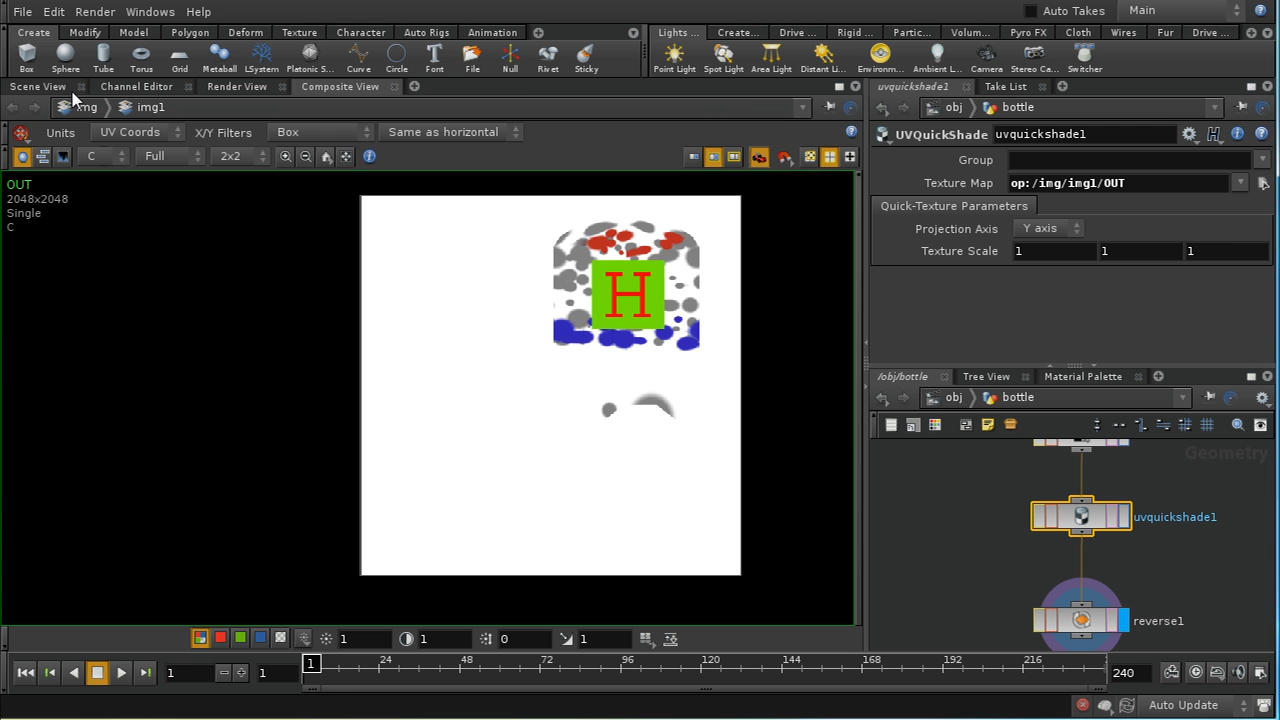 File Edit Render Windows Help Auto Takes Main
Create Modify Model Polygon Deform Texture Character Auto Rigs Animation Lights ... Create... Drive ... Rigid ... Partic... Volum... Pyro FX Cloth Wires Fur Drive ...
Box Sphere Tube Torus Grid Metaball LSystem Platonic S... Curve Circle Font File Null Rivet Sticky Point Light Spot Light Area Light Distant Li... Environm... Ambient L... Camera Stereo Ca... Switcher
Scene View Channel Editor Render View Composite View uvquickshade1 Take List
img img1 obj bottle
Units UV Coords X/Y Filters Box Same as horizontal UVQuickShade uvquickshade1
C Full 2x2 Group
OUT Texture Map op:/img/img1/OUT
2048x2048
Single Quick-Texture Parameters
C Projection Axis Y axis
Texture Scale 1 1 1
H
/obj/bottle Tree View Material Palette
obj bottle
Geometry
uvquickshade1
reverse1
1 1 0 1
1 1 1 24 48 72 96 120 144 168 192 216 240
Auto Update